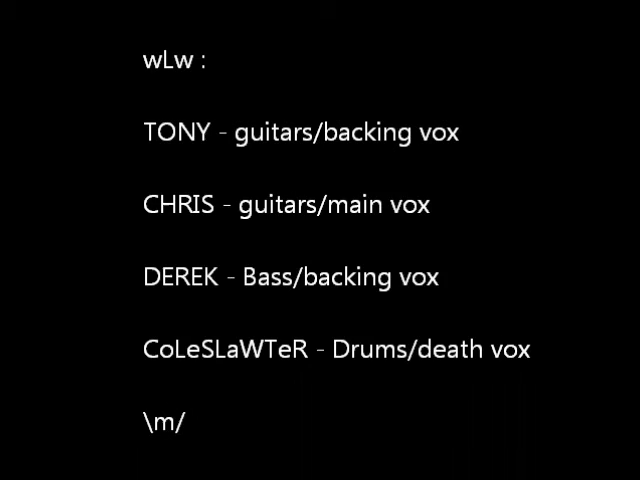 wLw :
TONY - guitars/backing vox
CHRIS - guitars/main vox
DEREK - Bass/backing vox
CoLeSLaWTeR - Drums/death vox
\m/